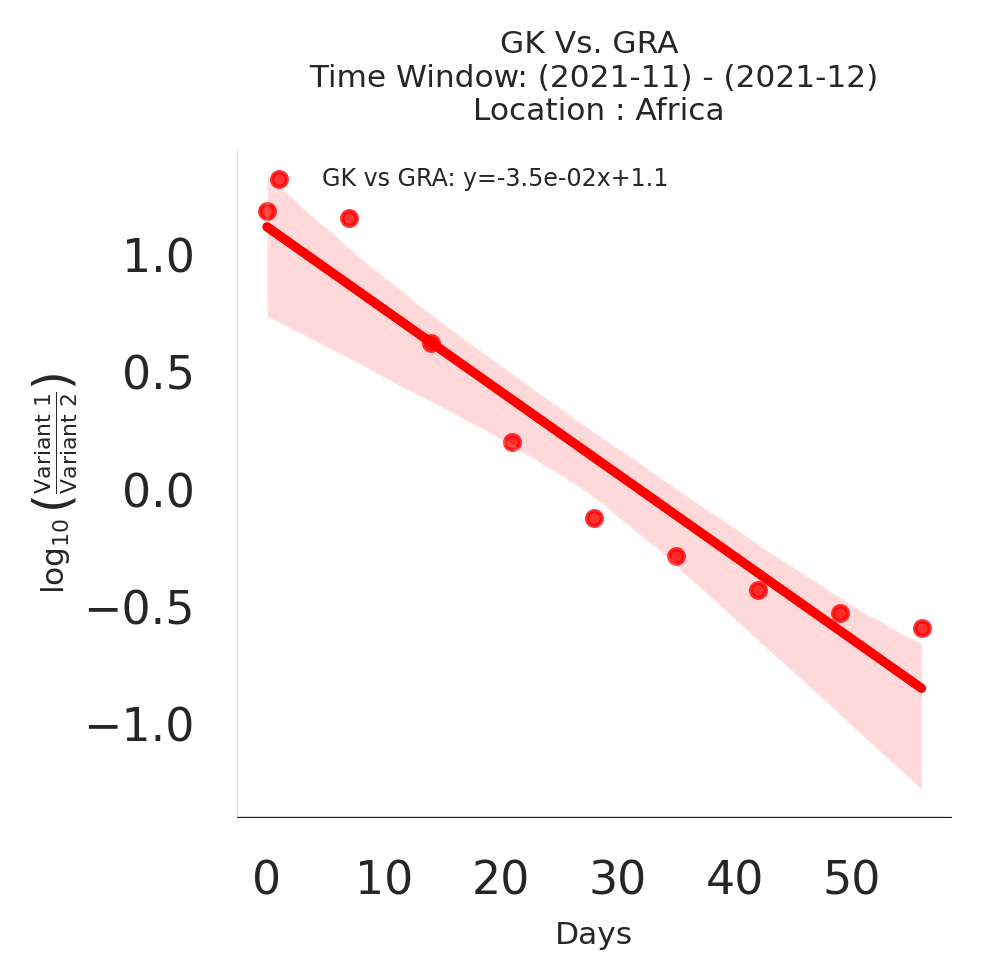 GK Vs. GRA
Time Window: (2021-11) - (2021-12)
Location : Africa
GK vs GRA: y=-3.5e-02x+1.1
1.0
0.5
0.0
−0.5
−1.0
log₁₀(Variant 1/Variant 2)
0 10 20 30 40 50
Days